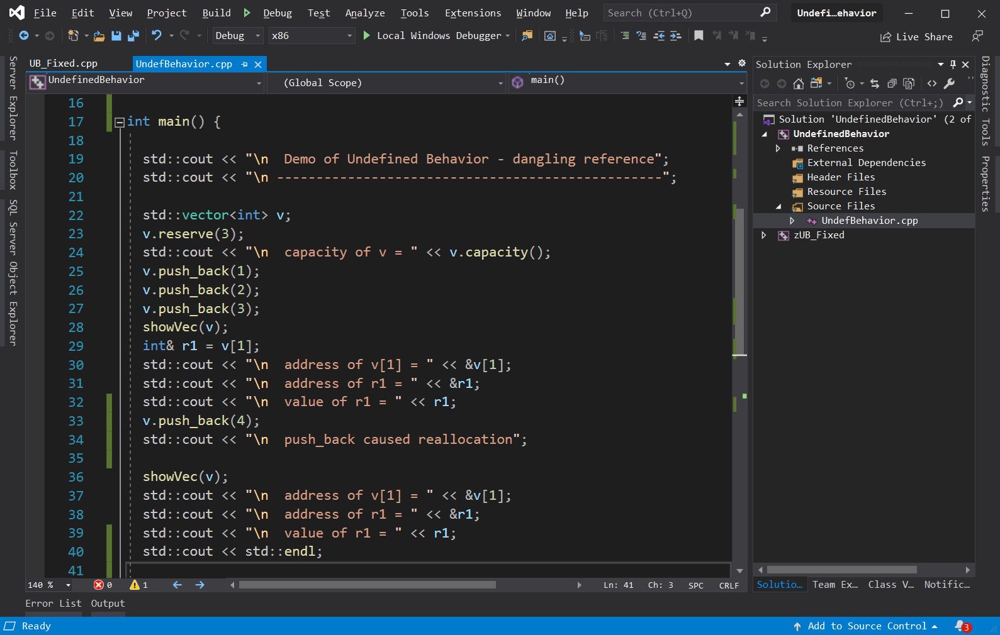 File Edit View Project Build Debug Test Analyze Tools Extensions Window Help Search (Ctrl+Q) Undefi...ehavior
Debug x86 Local Windows Debugger Live Share
Server Explorer
Toolbox
SQL Server Object Explorer
UB_Fixed.cpp UndefBehavior.cpp
UndefinedBehavior (Global Scope) main()
16
17 int main() {
18
19 std::cout << "\n  Demo of Undefined Behavior - dangling reference";
20 std::cout << "\n -------------------------------------------------";
21
22 std::vector<int> v;
23 v.reserve(3);
24 std::cout << "\n  capacity of v = " << v.capacity();
25 v.push_back(1);
26 v.push_back(2);
27 v.push_back(3);
28 showVec(v);
29 int& r1 = v[1];
30 std::cout << "\n  address of v[1] = " << &v[1];
31 std::cout << "\n  address of r1 = " << &r1;
32 std::cout << "\n  value of r1 = " << r1;
33 v.push_back(4);
34 std::cout << "\n  push_back caused reallocation";
35
36 showVec(v);
37 std::cout << "\n  address of v[1] = " << &v[1];
38 std::cout << "\n  address of r1 = " << &r1;
39 std::cout << "\n  value of r1 = " << r1;
40 std::cout << std::endl;
41
140 % 0 1 Ln: 41 Ch: 3 SPC CRLF
Solution Explorer
Search Solution Explorer (Ctrl+;)
Solution 'UndefinedBehavior' (2 of
UndefinedBehavior
References
External Dependencies
Header Files
Resource Files
Source Files
UndefBehavior.cpp
zUB_Fixed
Solutio... Team Ex... Class V... Notific...
Diagnostic Tools
Properties
Error List Output
Ready Add to Source Control 3